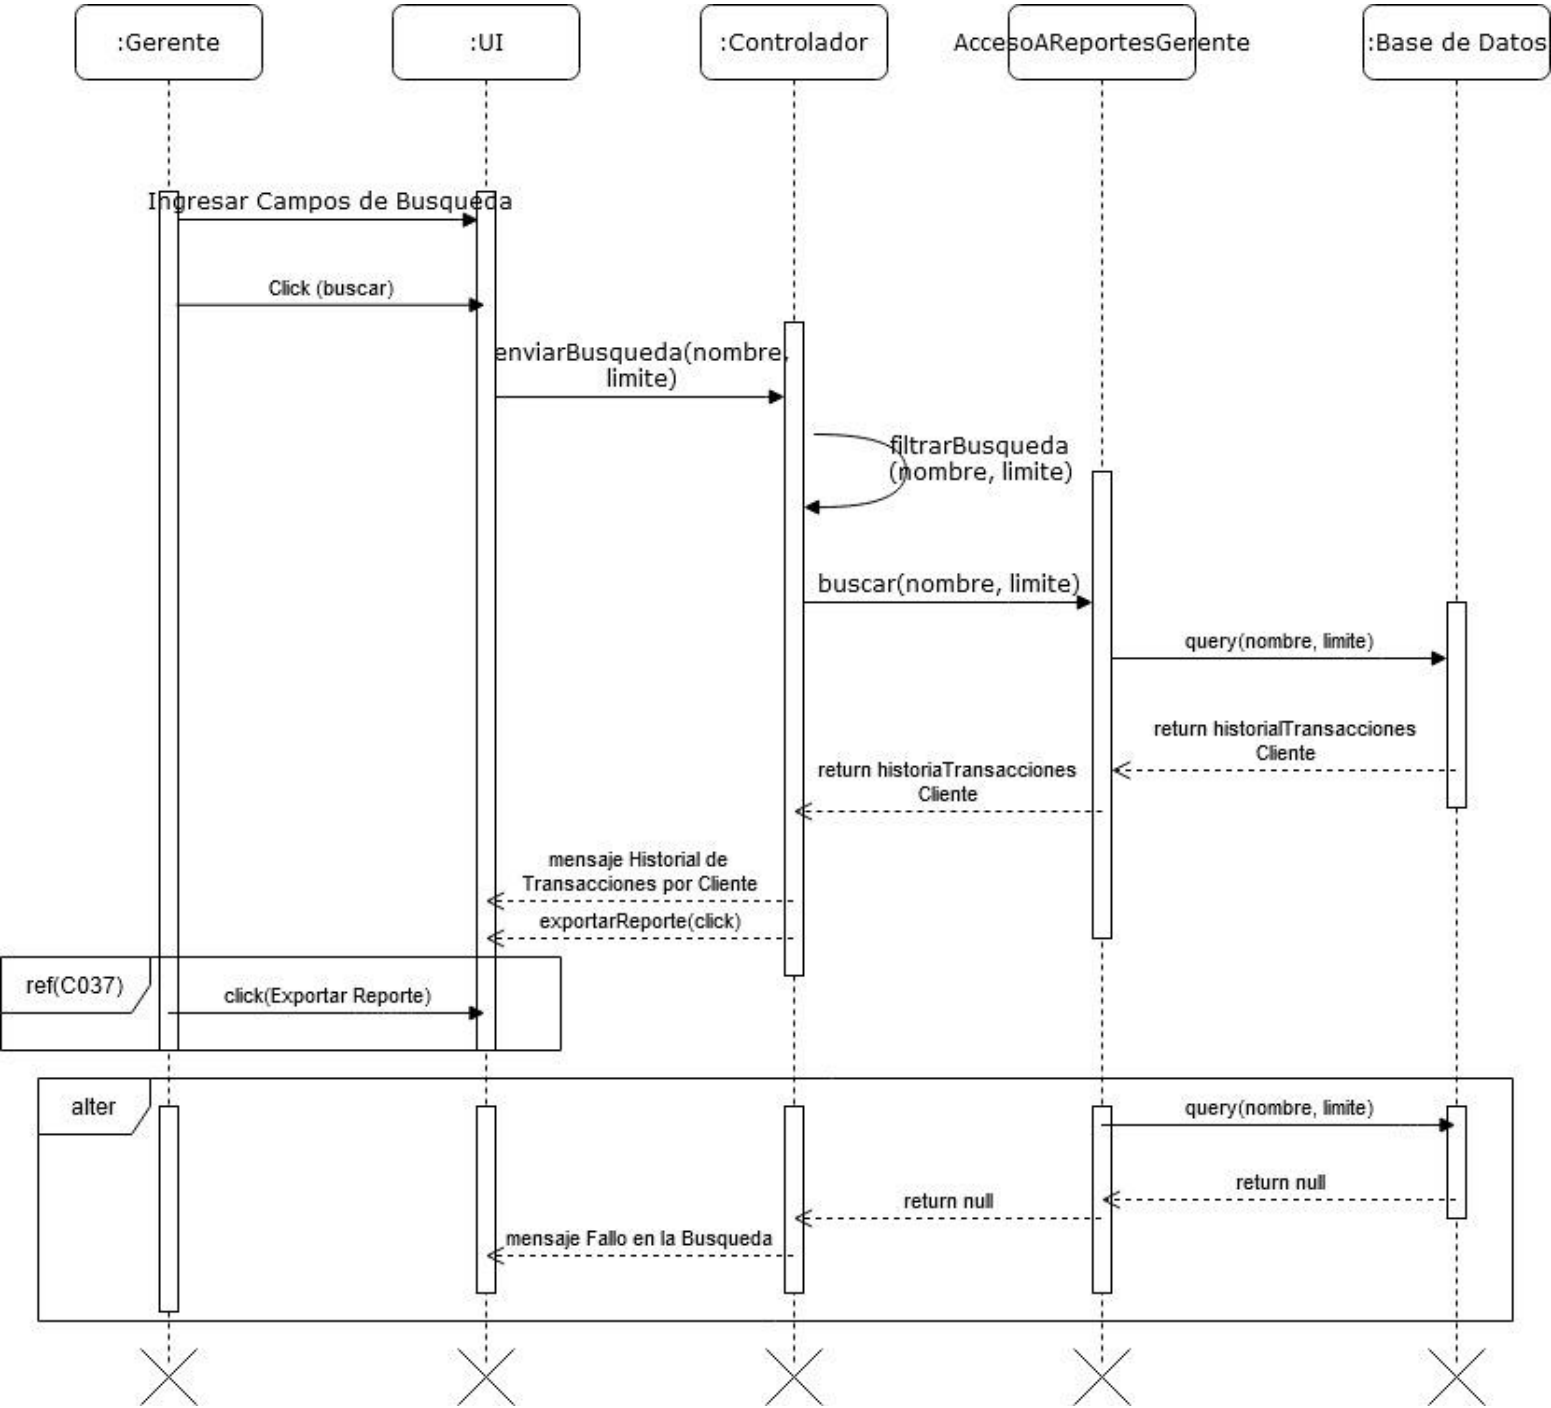 :Gerente
:UI
:Controlador
AccesoAReportesGerente
:Base de Datos
Ingresar Campos de Busqueda
Click (buscar)
enviarBusqueda(nombre,
limite)
filtrarBusqueda
(nombre, limite)
buscar(nombre, limite)
query(nombre, limite)
return historialTransacciones
Cliente
return historiaTransacciones
Cliente
mensaje Historial de
Transacciones por Cliente
exportarReporte(click)
ref(C037)
click(Exportar Reporte)
alter
query(nombre, limite)
return null
return null
mensaje Fallo en la Busqueda